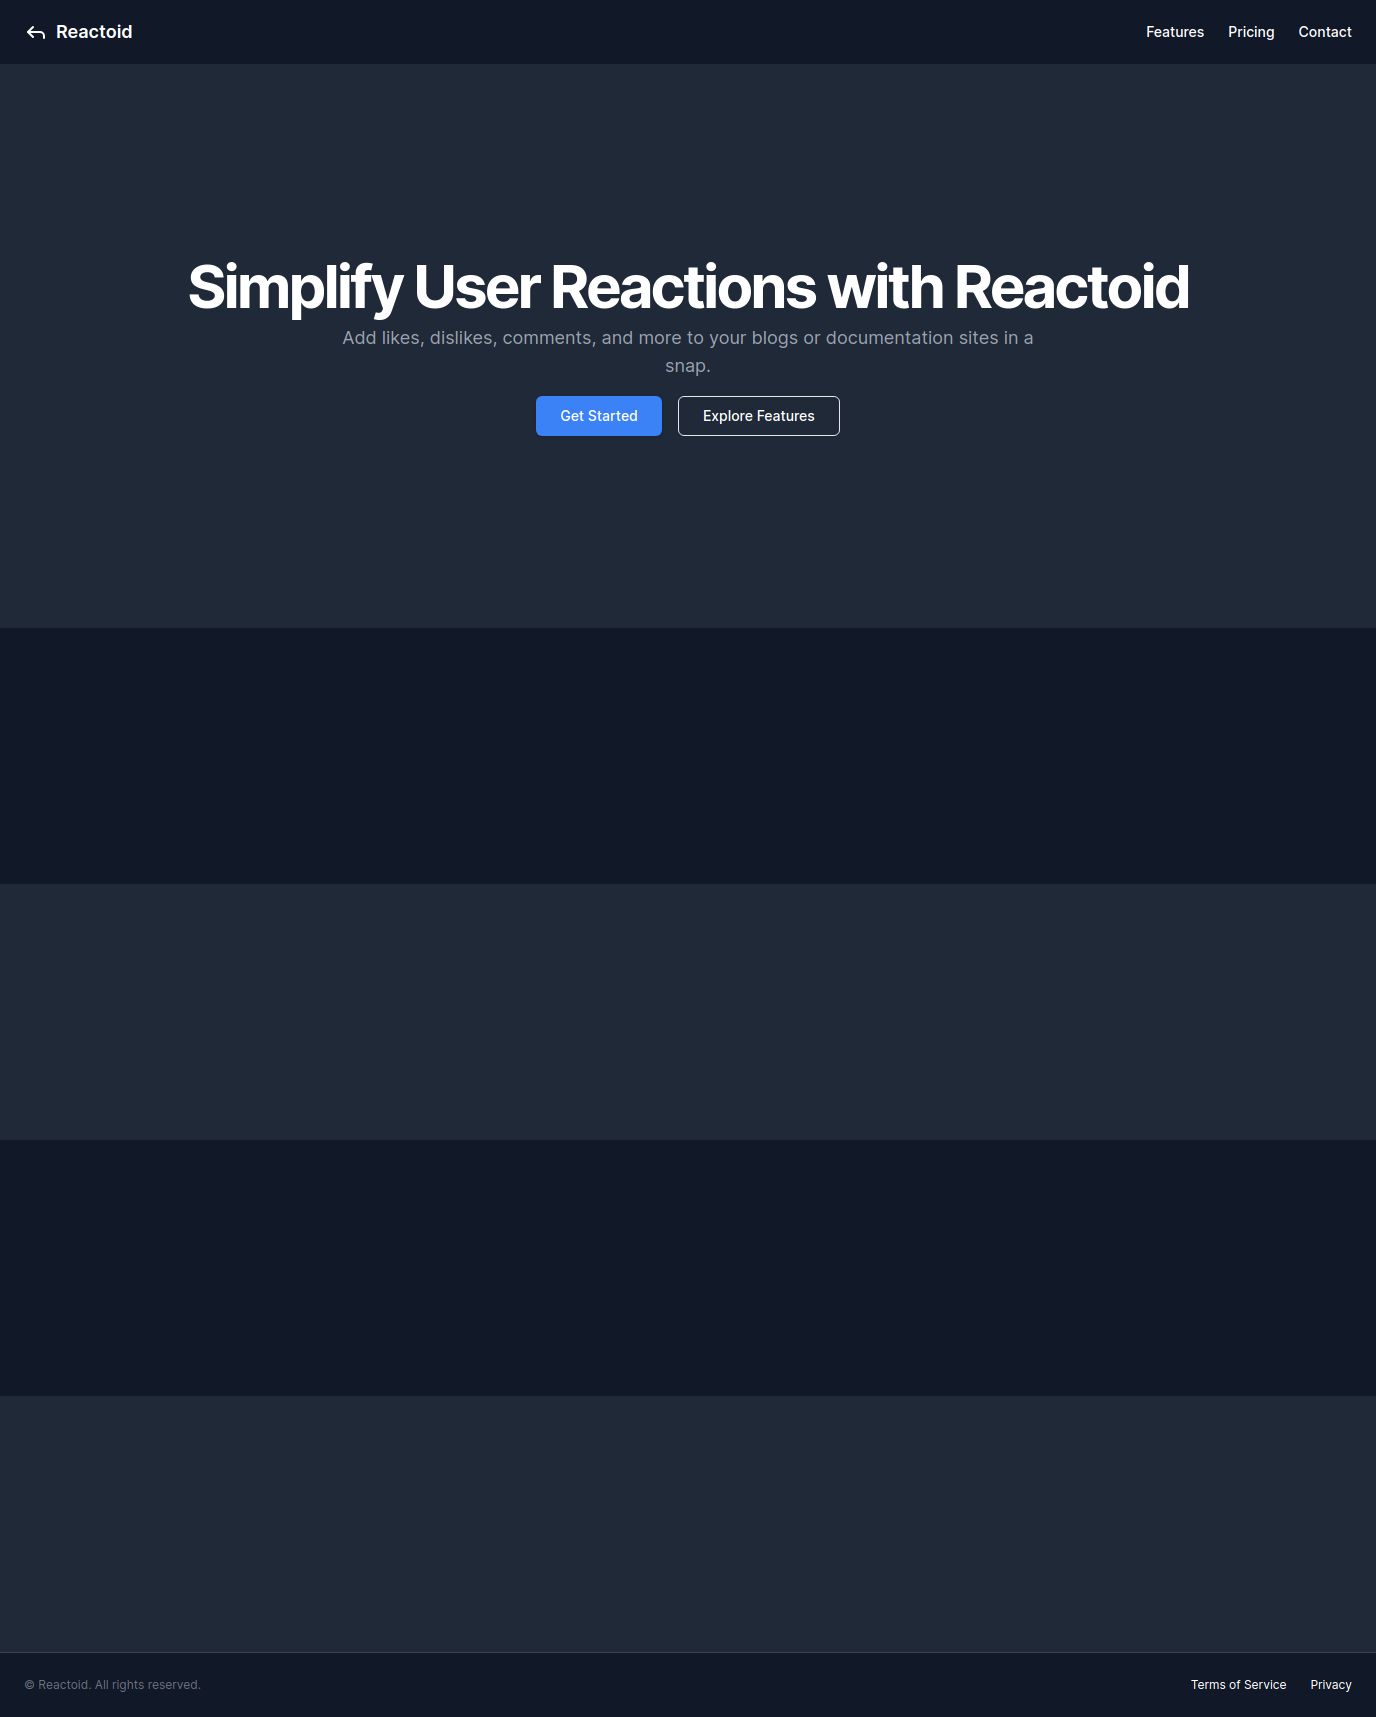 Reactoid
Features
Pricing
Contact
Simplify User Reactions with Reactoid
Add likes, dislikes, comments, and more to your blogs or documentation sites in a
snap.
Get Started
Explore Features
© Reactoid. All rights reserved.
Terms of Service
Privacy